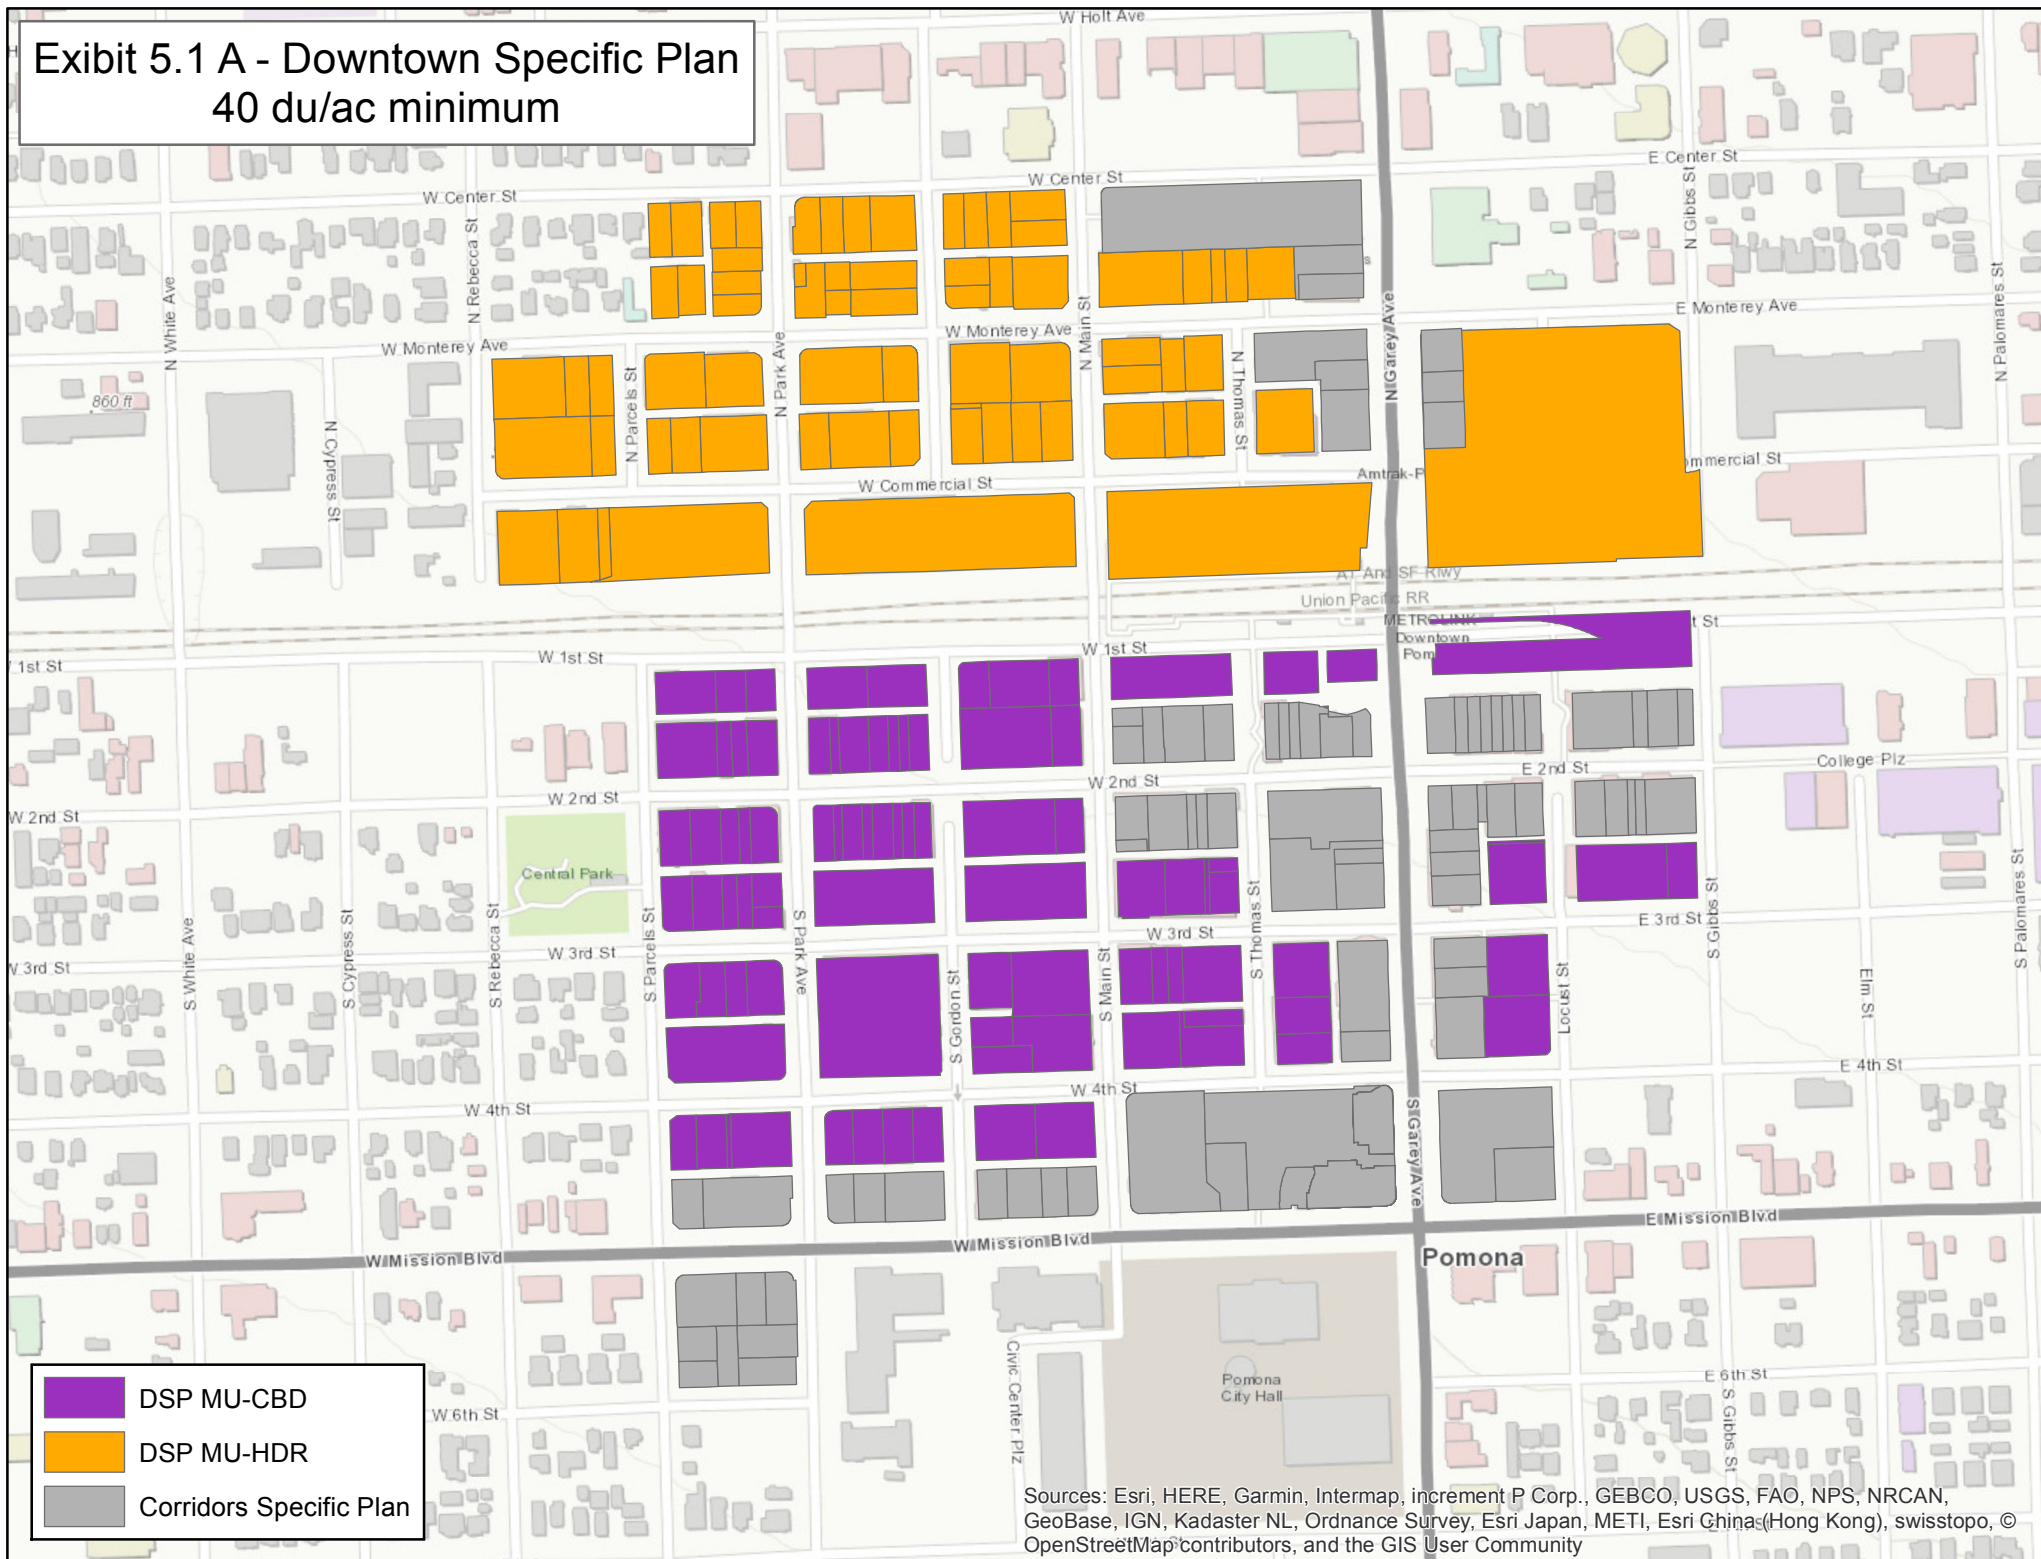 Exibit 5.1 A - Downtown Specific Plan
40 du/ac minimum
W Holt Ave
E Center St
W Center St
W Center St
N Gibbs St
N Rebecca St
N White Ave
N Palomares St
E Monterey Ave
W Monterey Ave
W Monterey Ave
N Main St
N Garey Ave
N Park Ave
N Thomas St
N Parcels St
860 ft
N Cypress St
W Commercial St
Amtrak-P
ommercial St
AT And SF Rlwy
Union Pacific RR
METROLINK
Downtown
Pom
t St
W 1st St
W 1st St
1st St
College Plz
E 2nd St
W 2nd St
W 2nd St
W 2nd St
Central Park
S White Ave
S Cypress St
S Rebecca St
S Parcels St
S Park Ave
S Gordon St
S Main St
S Thomas St
Locust St
S Gibbs St
Elm St
S Palomares St
E 3rd St
W 3rd St
W 3rd St
W 3rd St
E 4th St
W 4th St
W 4th St
S Garey Ave
E Mission Blvd
W Mission Blvd
W Mission Blvd
Pomona
Civic Center Plz
Pomona
City Hall
E 6th St
S Gibbs St
W 6th St
DSP MU-CBD
DSP MU-HDR
Corridors Specific Plan
Sources: Esri, HERE, Garmin, Intermap, increment P Corp., GEBCO, USGS, FAO, NPS, NRCAN,
GeoBase, IGN, Kadaster NL, Ordnance Survey, Esri Japan, METI, Esri China (Hong Kong), swisstopo, ©
OpenStreetMap contributors, and the GIS User Community